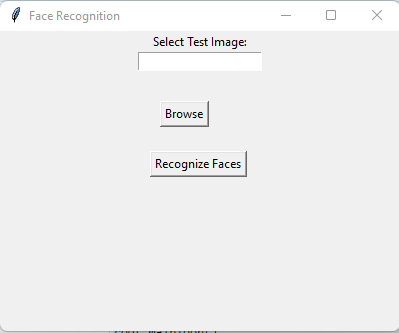 Face Recognition
Select Test Image:
Browse
Recognize Faces